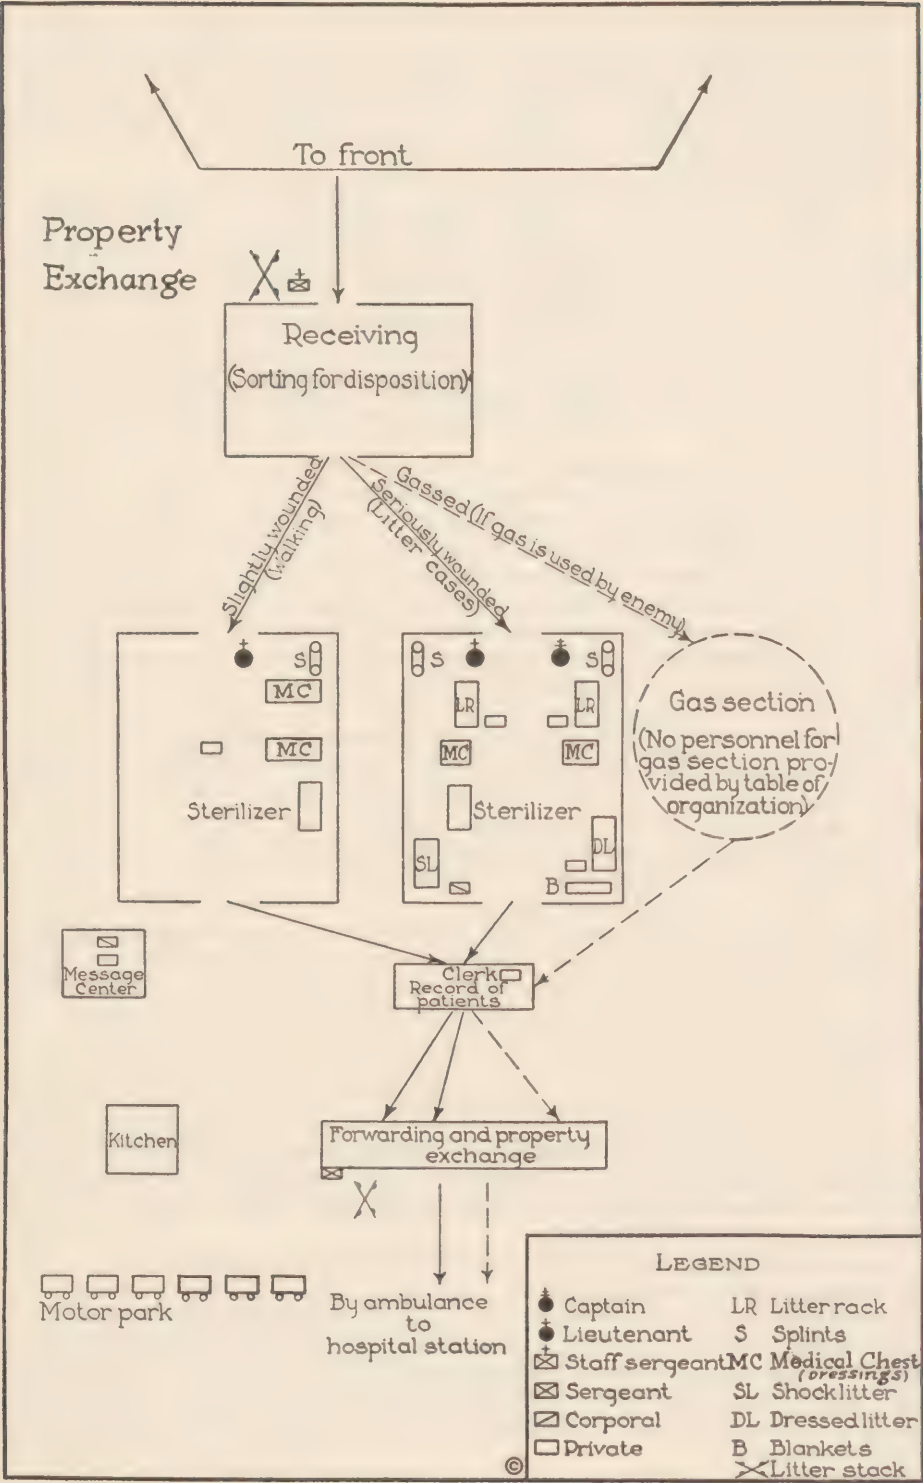 To front
Property
Exchange
Receiving
(Sorting for disposition)
Slightly wounded
(Walking)
Seriously wounded
(Litter cases)
Gassed (If gas is used by enemy)
S
MC
MC
Sterilizer
S
S
LR
LR
MC
MC
Sterilizer
SL
DL
B
Gas section
(No personnel for
gas section pro-
vided by table of
organization)
Message
Center
Clerk
Record of
patients
Kitchen
Forwarding and property
exchange
Motor park
By ambulance
to
hospital station
LEGEND
Captain
Lieutenant
Staff sergeant
Sergeant
Corporal
Private
LR Litter rack
S Splints
MC Medical Chest
(DRESSINGS)
SL Shock litter
DL Dressed litter
B Blankets
Litter stack
©